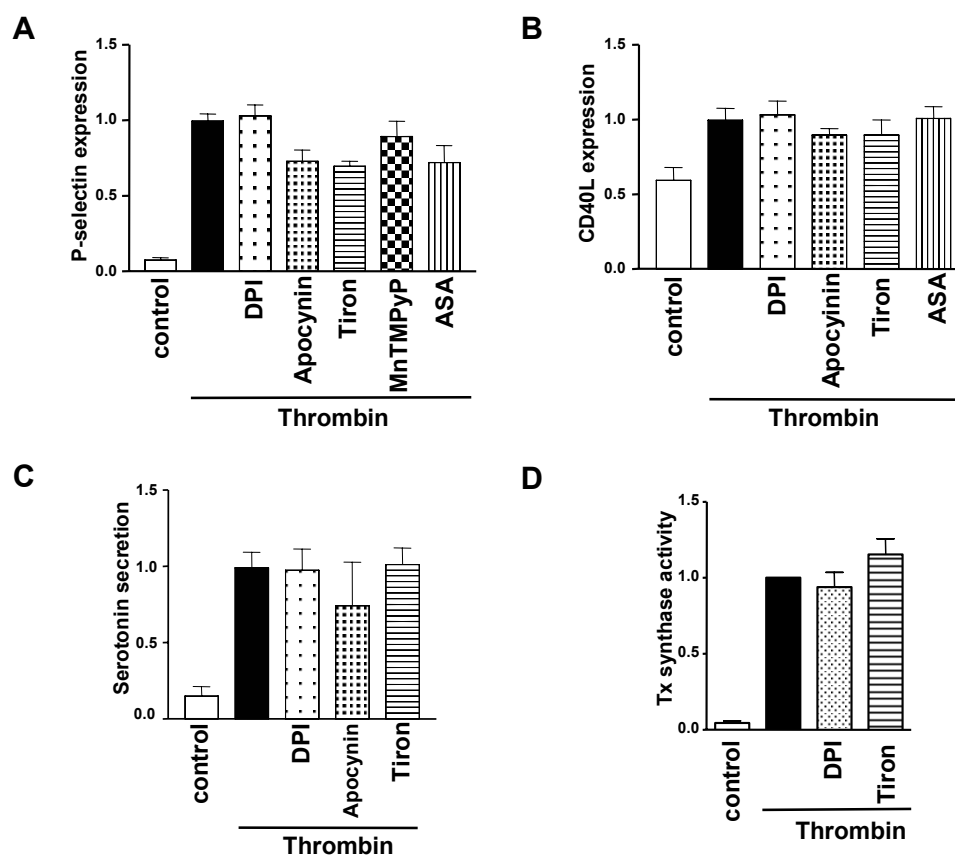 A
P-selectin expression
1.5
1.0
0.5
0.0
control
DPI
Apocynin
Tiron
MnTMPyP
ASA
Thrombin
B
CD40L expression
1.5
1.0
0.5
0.0
control
DPI
Apocyinin
Tiron
ASA
Thrombin
C
Serotonin secretion
1.5
1.0
0.5
0.0
control
DPI
Apocynin
Tiron
Thrombin
D
Tx synthase activity
1.5
1.0
0.5
0.0
control
DPI
Tiron
Thrombin